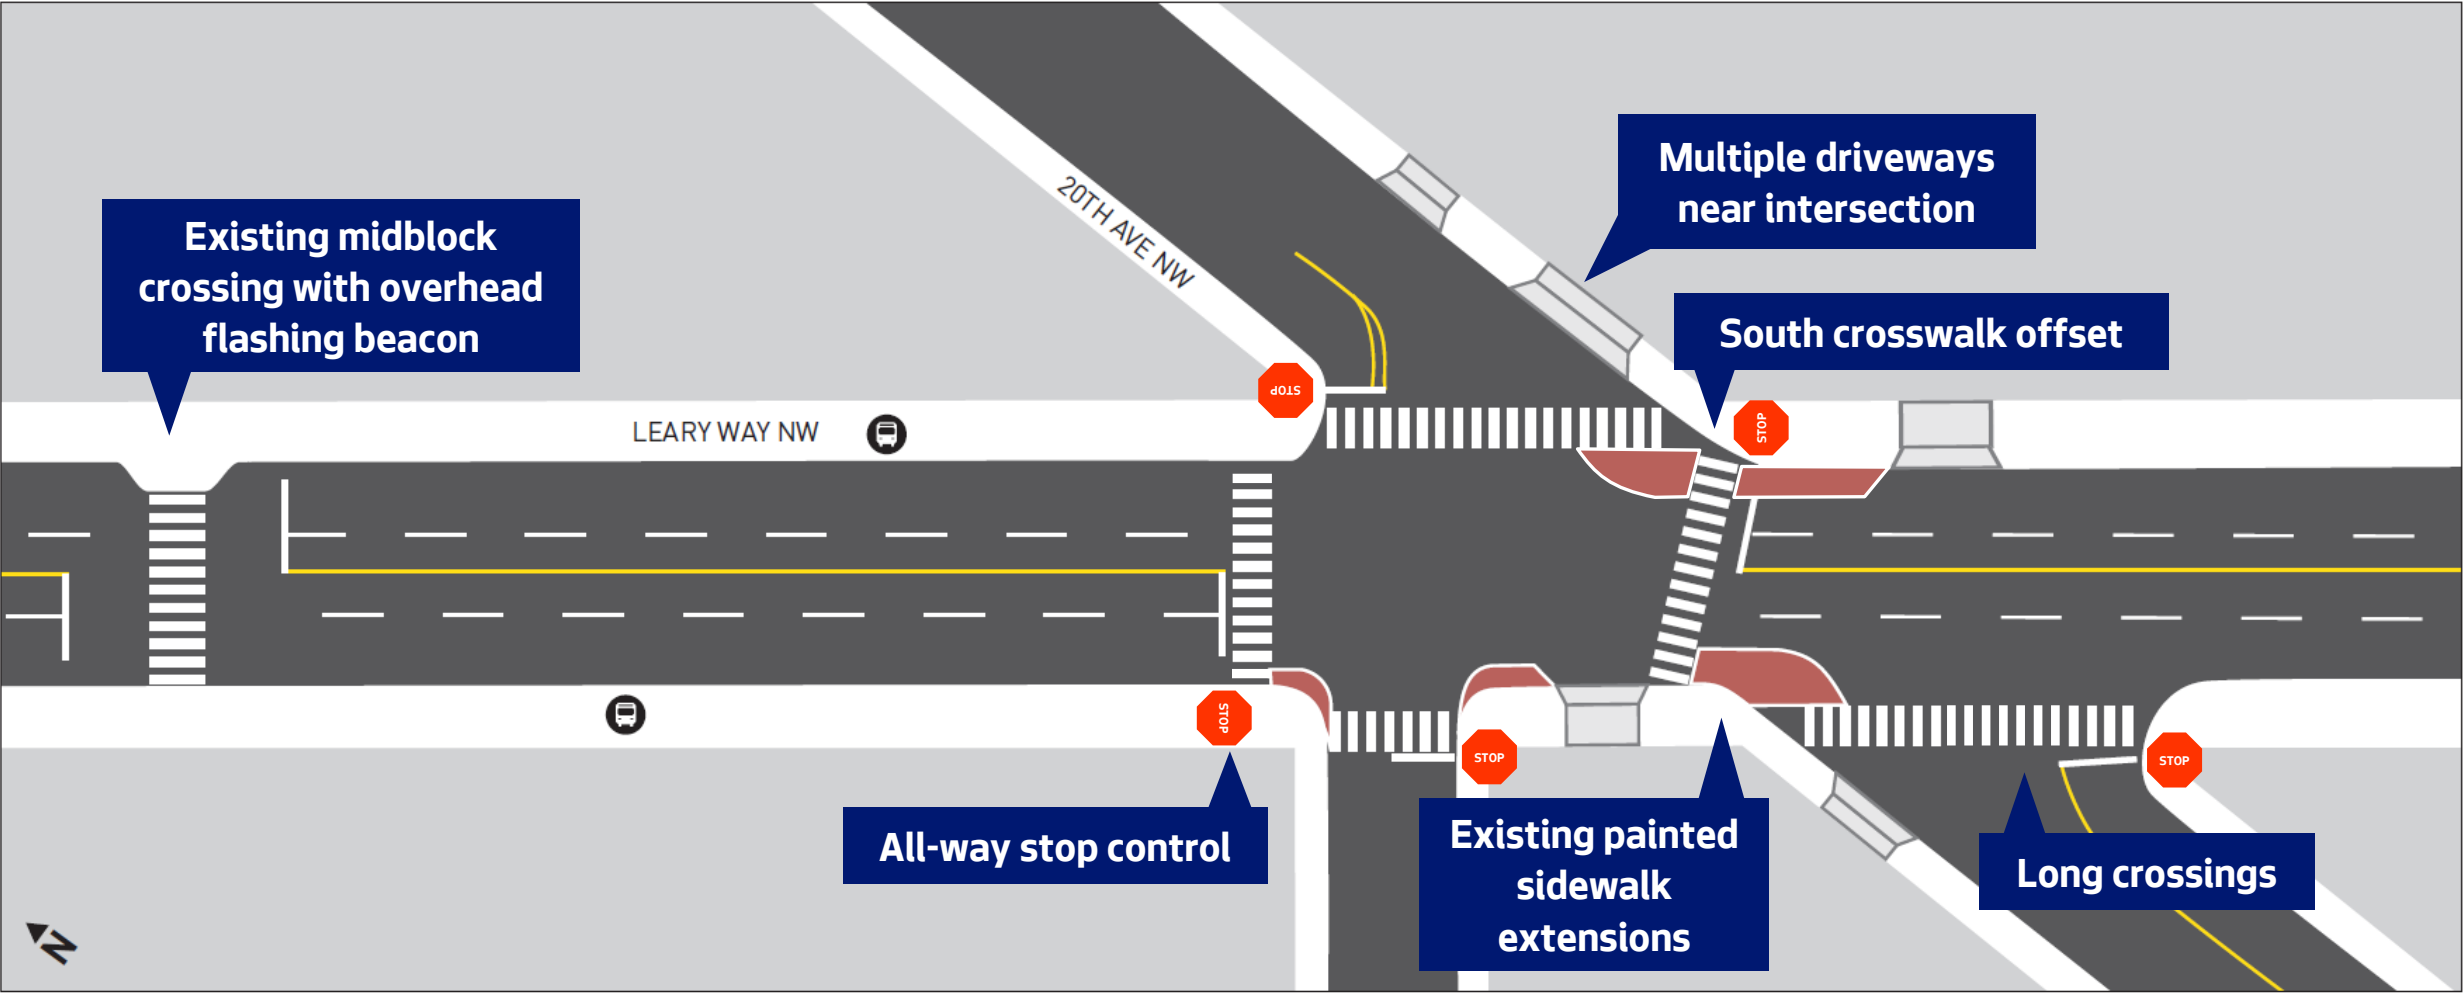 Multiple driveways
near intersection
20TH AVE NW
Existing midblock
crossing with overhead
flashing beacon
South crosswalk offset
STOP
STOP
LEARY WAY NW
STOP
STOP
STOP
All-way stop control
Existing painted
sidewalk
extensions
Long crossings
N